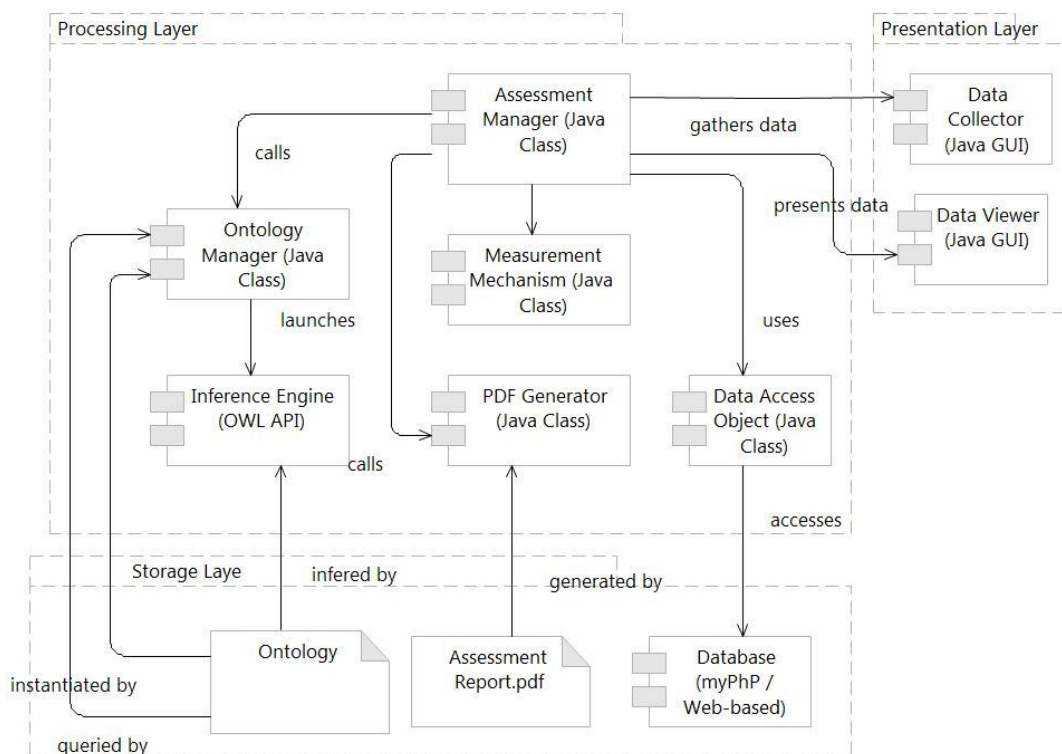 Processing Layer
Presentation Layer
Assessment
Manager (Java
Class)
gathers data
Data
Collector
(Java GUI)
calls
presents data
Data Viewer
(Java GUI)
Ontology
Manager (Java
Class)
Measurement
Mechanism (Java
Class)
launches
uses
Inference Engine
(OWL API)
PDF Generator
(Java Class)
Data Access
Object (Java
Class)
calls
accesses
Storage Laye
infered by
generated by
Ontology
Assessment
Report.pdf
Database
(myPhP /
Web-based)
instantiated by
queried by